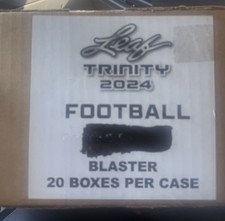 Leaf
TRINITY
2024
FOOTBALL
BLASTER
20 BOXES PER CASE